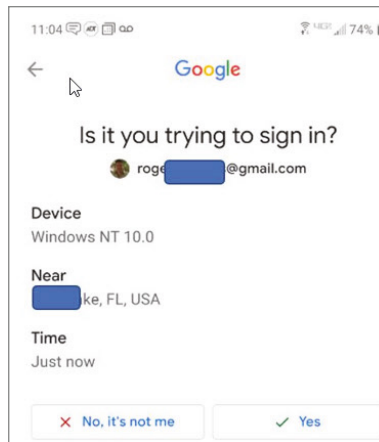 11:04 74%
Google
Is it you trying to sign in?
roge @gmail.com
Device
Windows NT 10.0
Near
ke, FL, USA
Time
Just now
No, it's not me Yes